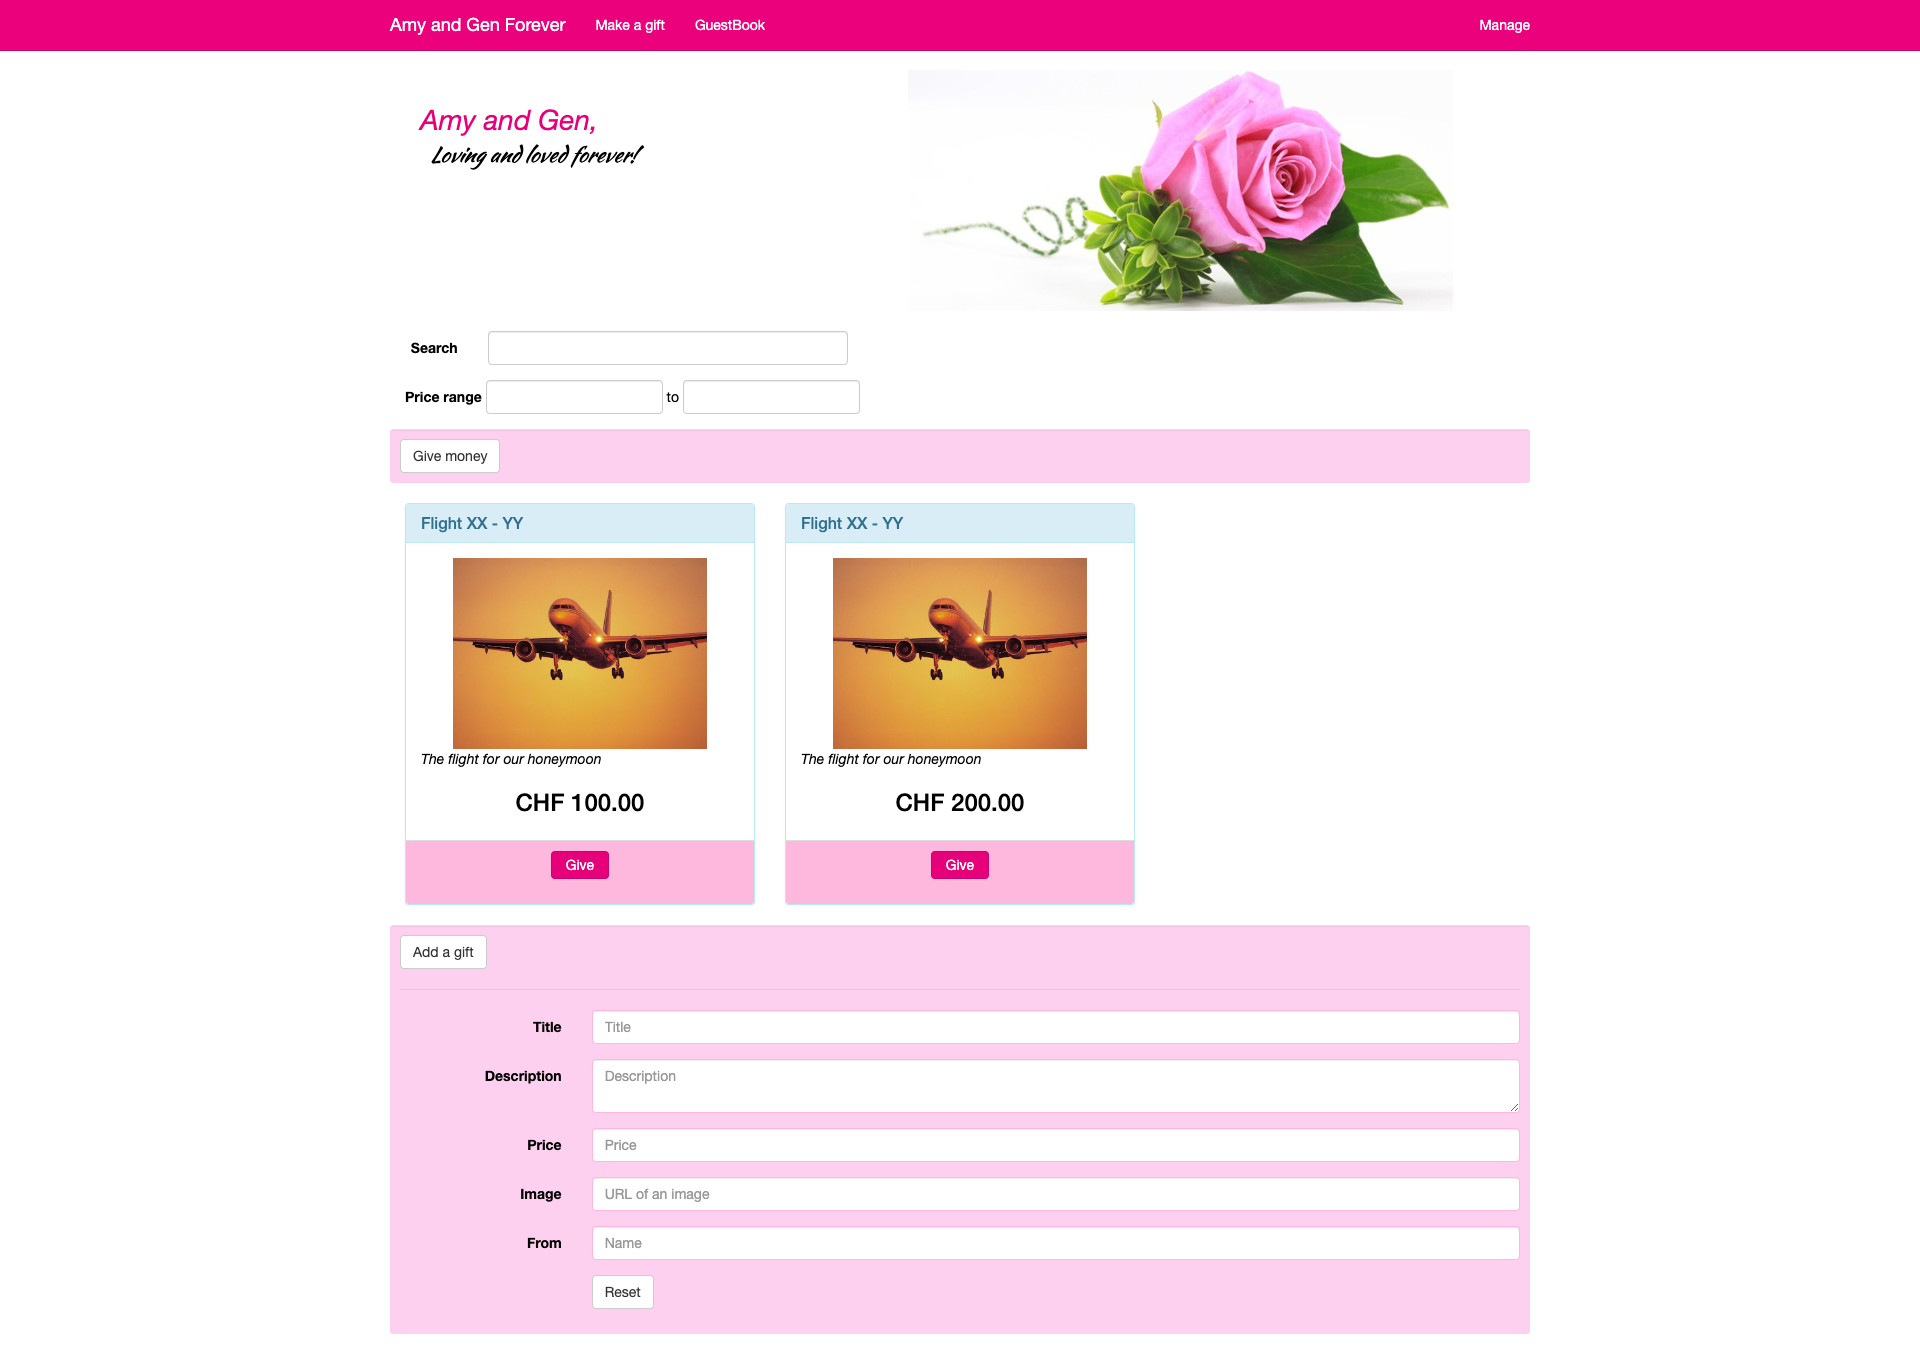 Amy and Gen Forever Make a gift GuestBook Manage
Amy and Gen,
Loving and loved forever!
Search
Price range to
Give money
Flight XX - YY
The flight for our honeymoon
CHF 100.00
Give
Flight XX - YY
The flight for our honeymoon
CHF 200.00
Give
Add a gift
Title Title
Description Description
Price Price
Image URL of an image
From Name
Reset